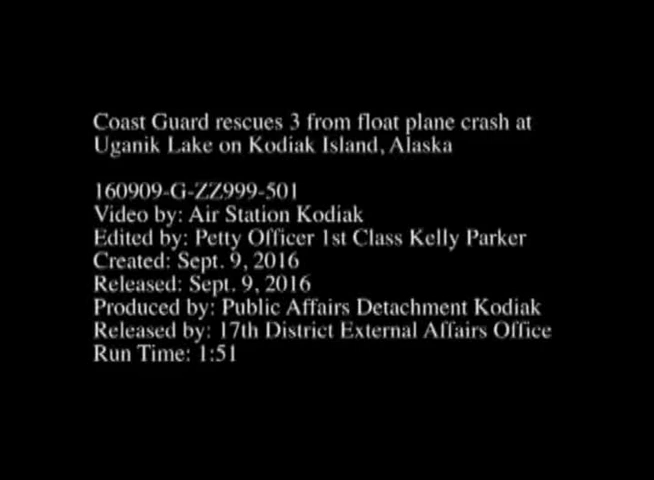 Coast Guard rescues 3 from float plane crash at
Uganik Lake on Kodiak Island, Alaska
160909-G-ZZ999-501
Video by: Air Station Kodiak
Edited by: Petty Officer 1st Class Kelly Parker
Created: Sept. 9, 2016
Released: Sept. 9, 2016
Produced by: Public Affairs Detachment Kodiak
Released by: 17th District External Affairs Office
Run Time: 1:51